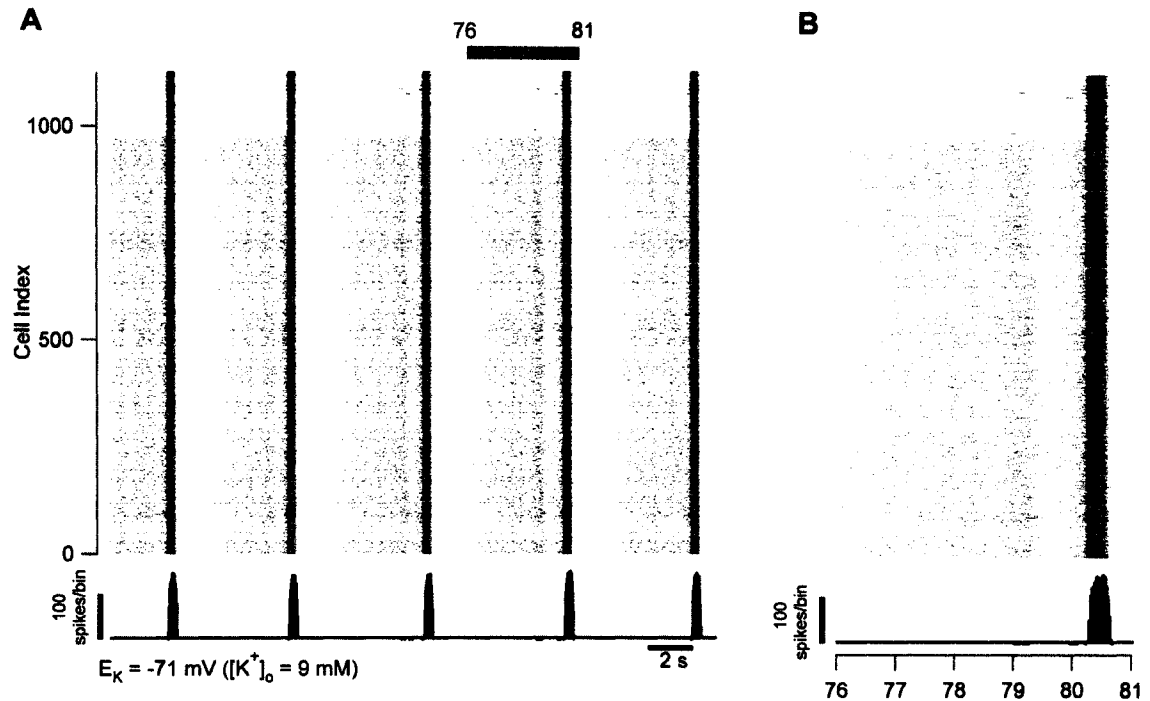 A
76 81
1000
Cell Index
500
0
100
spikes/bin
2 s
E_K = -71 mV ([K⁺]_o = 9 mM)
B
100
spikes/bin
76 77 78 79 80 81